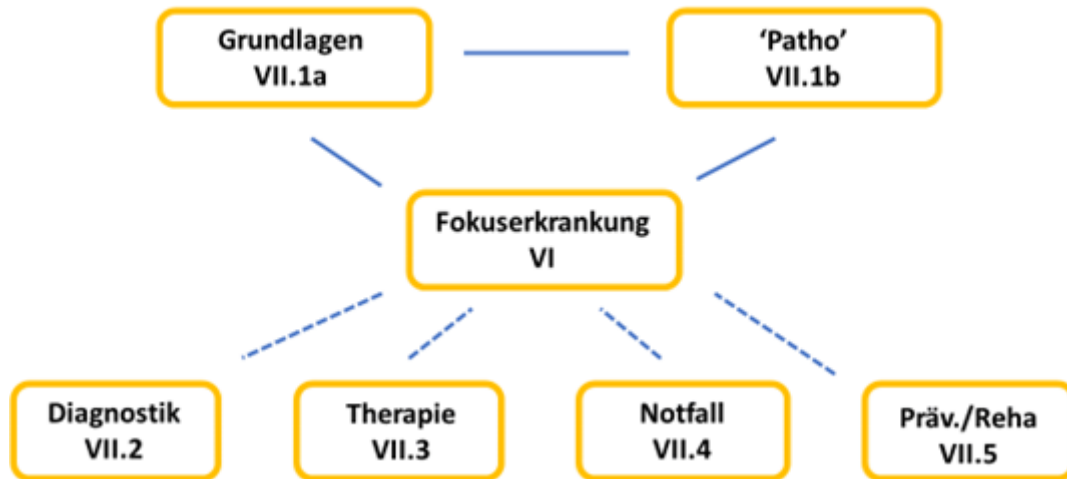 Grundlagen
VII.1a
‘Patho’
VII.1b
Fokuserkrankung
VI
Diagnostik
VII.2
Therapie
VII.3
Notfall
VII.4
Präv./Reha
VII.5